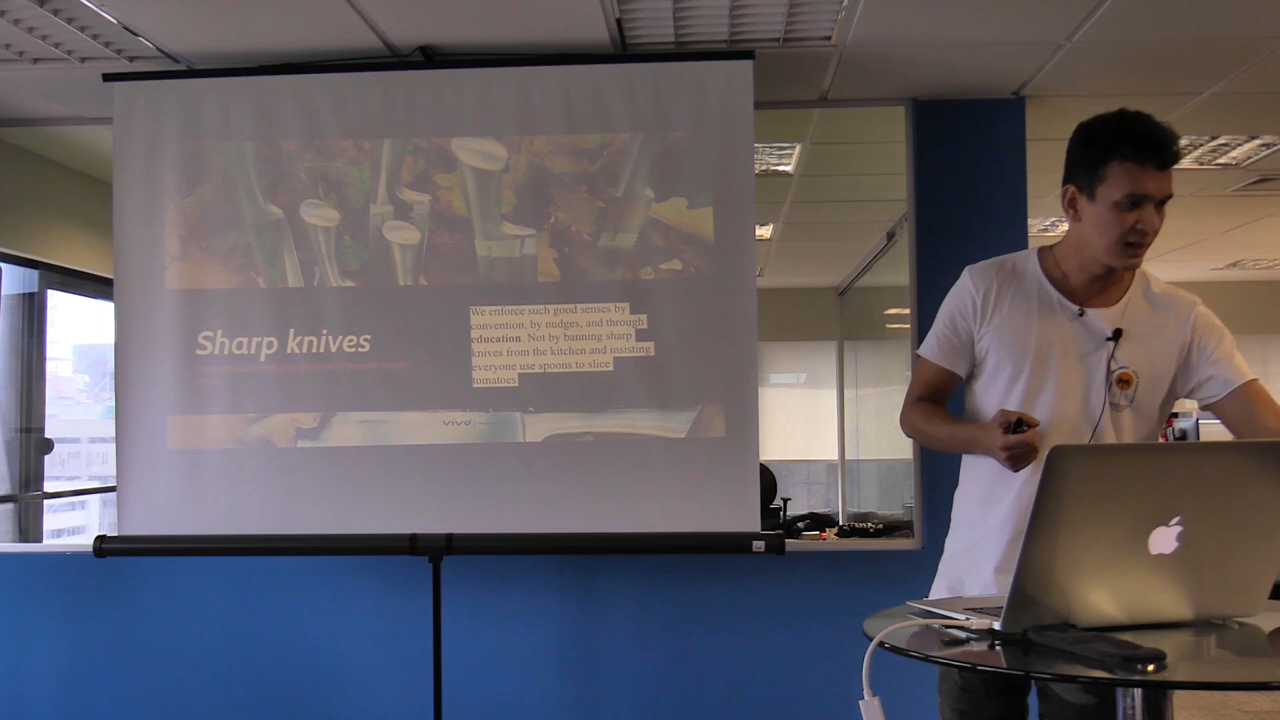 Sharp knives
We enforce such good senses by
convention, by nudges, and through
education. Not by banning sharp
knives from the kitchen and insisting
everyone use spoons to slice
tomatoes
vivo